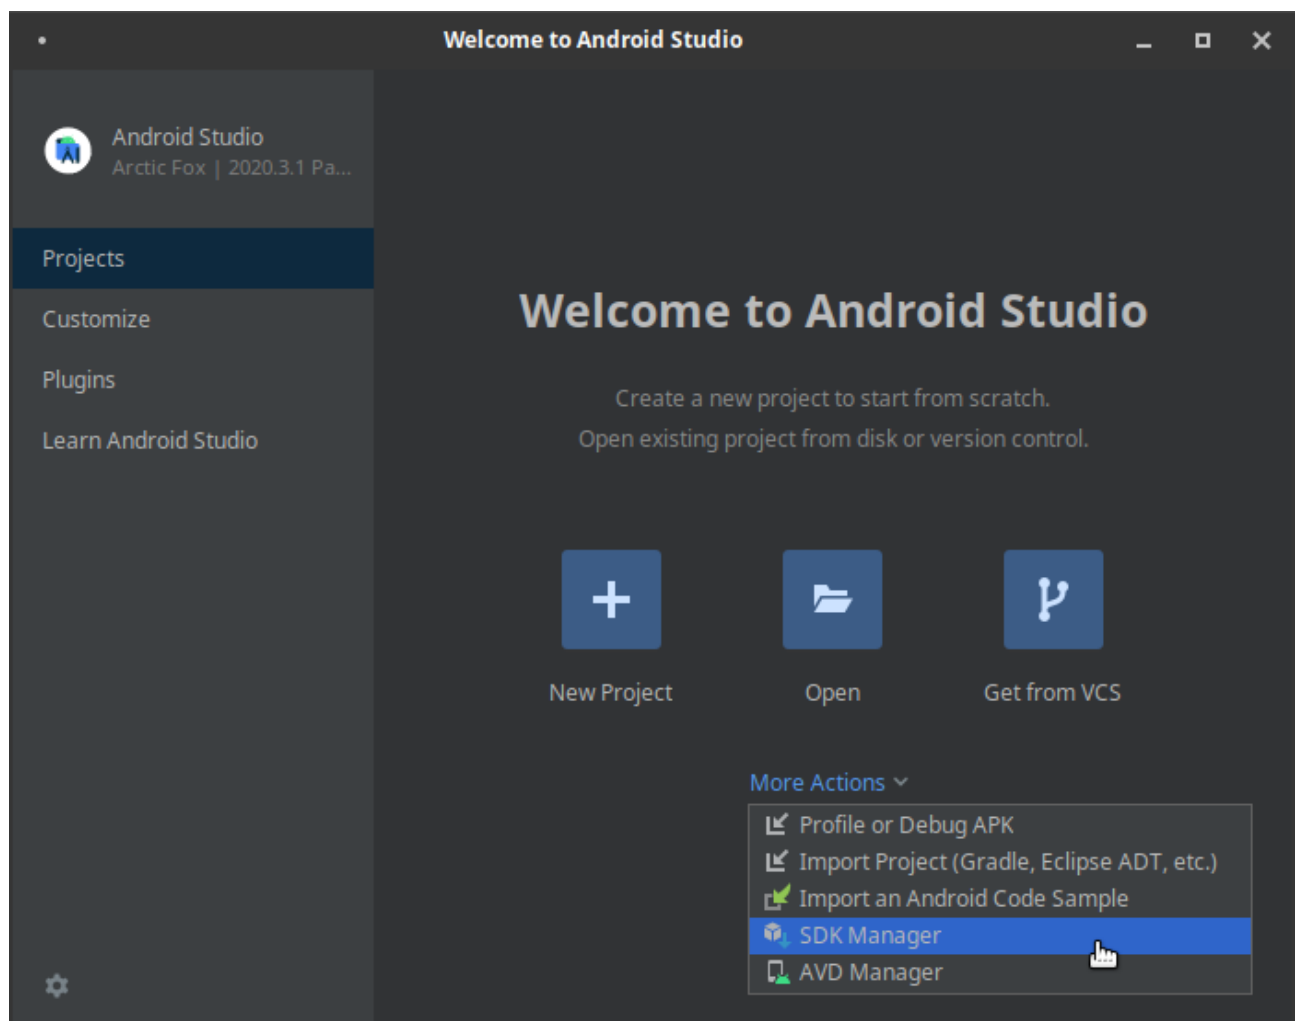 Welcome to Android Studio
Android Studio
Arctic Fox | 2020.3.1 Pa...
Projects
Customize
Plugins
Learn Android Studio
Welcome to Android Studio
Create a new project to start from scratch.
Open existing project from disk or version control.
New Project
Open
Get from VCS
More Actions
Profile or Debug APK
Import Project (Gradle, Eclipse ADT, etc.)
Import an Android Code Sample
SDK Manager
AVD Manager